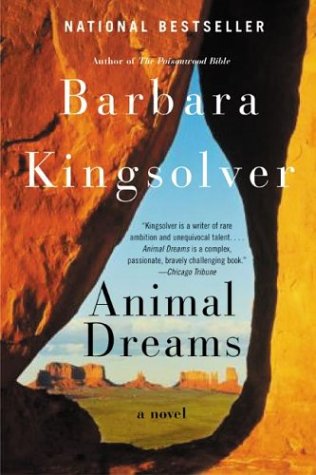 NATIONAL BESTSELLER
Author of The Poisonwood Bible
Barbara
Kingsolver
"Kingsolver is a writer of rare
ambition and unequivocal talent. . . .
Animal Dreams is a complex,
passionate, bravely challenging book."
—Chicago Tribune
Animal
Dreams
a novel